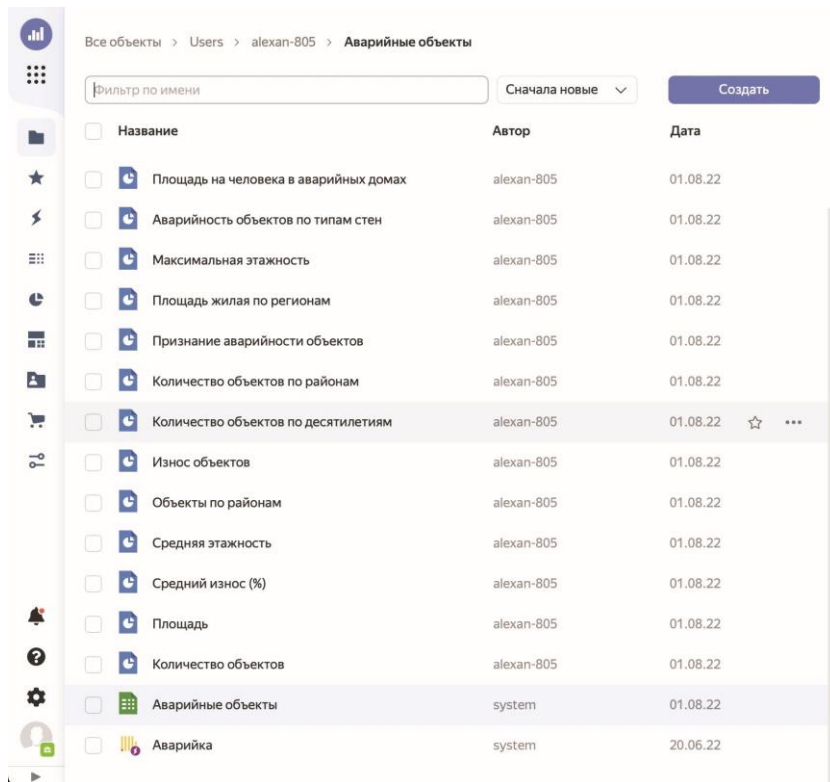 Все объекты > Users > alexan-805 > Аварийные объекты
Фильтр по имени Сначала новые Создать
Название Автор Дата
Площадь на человека в аварийных домах alexan-805 01.08.22
Аварийность объектов по типам стен alexan-805 01.08.22
Максимальная этажность alexan-805 01.08.22
Площадь жилая по регионам alexan-805 01.08.22
Признание аварийности объектов alexan-805 01.08.22
Количество объектов по районам alexan-805 01.08.22
Количество объектов по десятилетиям alexan-805 01.08.22
Износ объектов alexan-805 01.08.22
Объекты по районам alexan-805 01.08.22
Средняя этажность alexan-805 01.08.22
Средний износ (%) alexan-805 01.08.22
Площадь alexan-805 01.08.22
Количество объектов alexan-805 01.08.22
Аварийные объекты system 01.08.22
Аварийка system 20.06.22